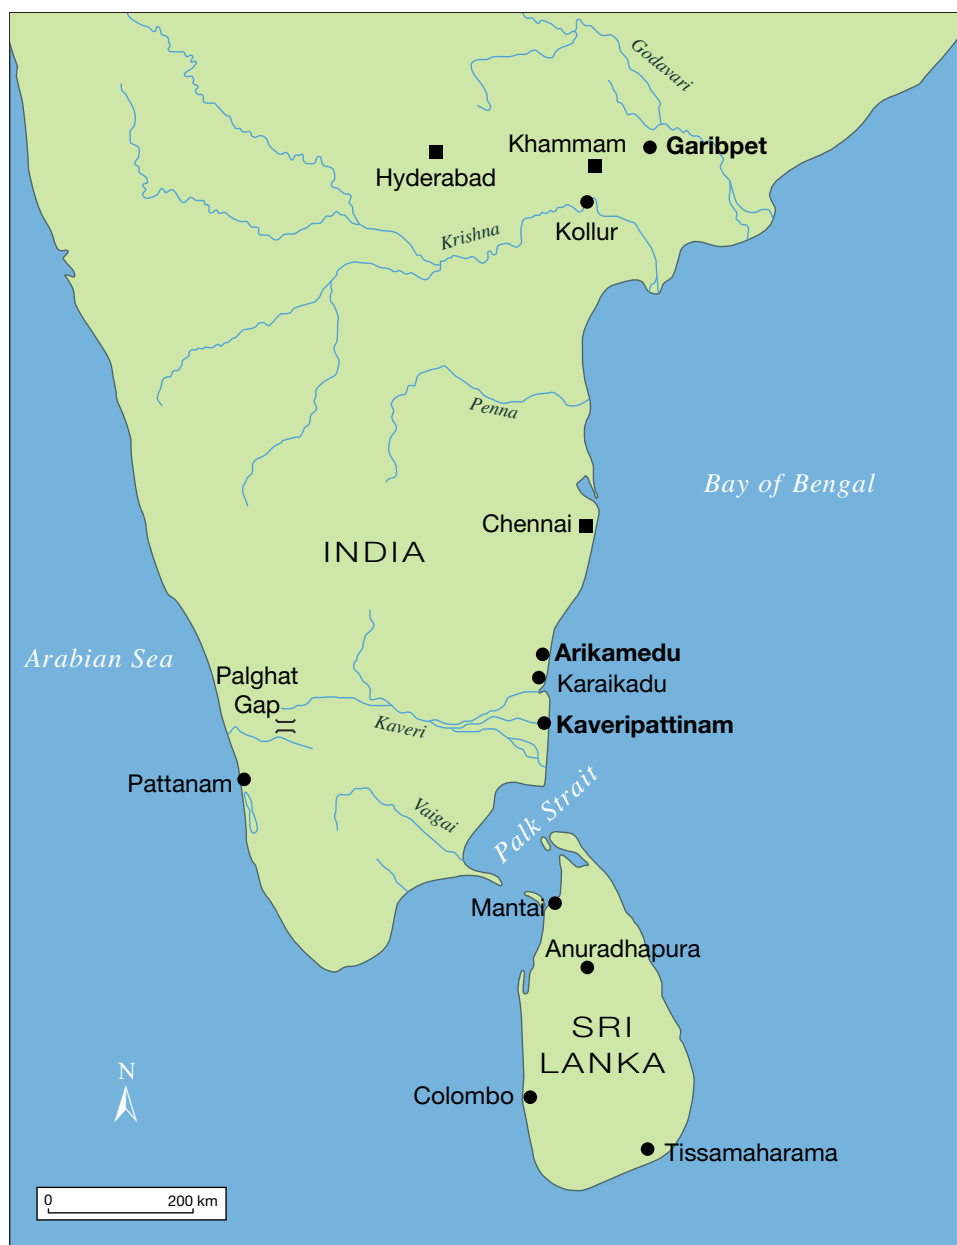 Godavari
Khammam
Garibpet
Hyderabad
Kollur
Krishna
Penna
Bay of Bengal
Chennai
INDIA
Arabian Sea
Arikamedu
Palghat
Gap
Karaikadu
Kaveri
Kaveripattinam
Pattanam
Vaigai
Palk Strait
Mantai
Anuradhapura
SRI
LANKA
N
Colombo
Tissamaharama
0
200 km